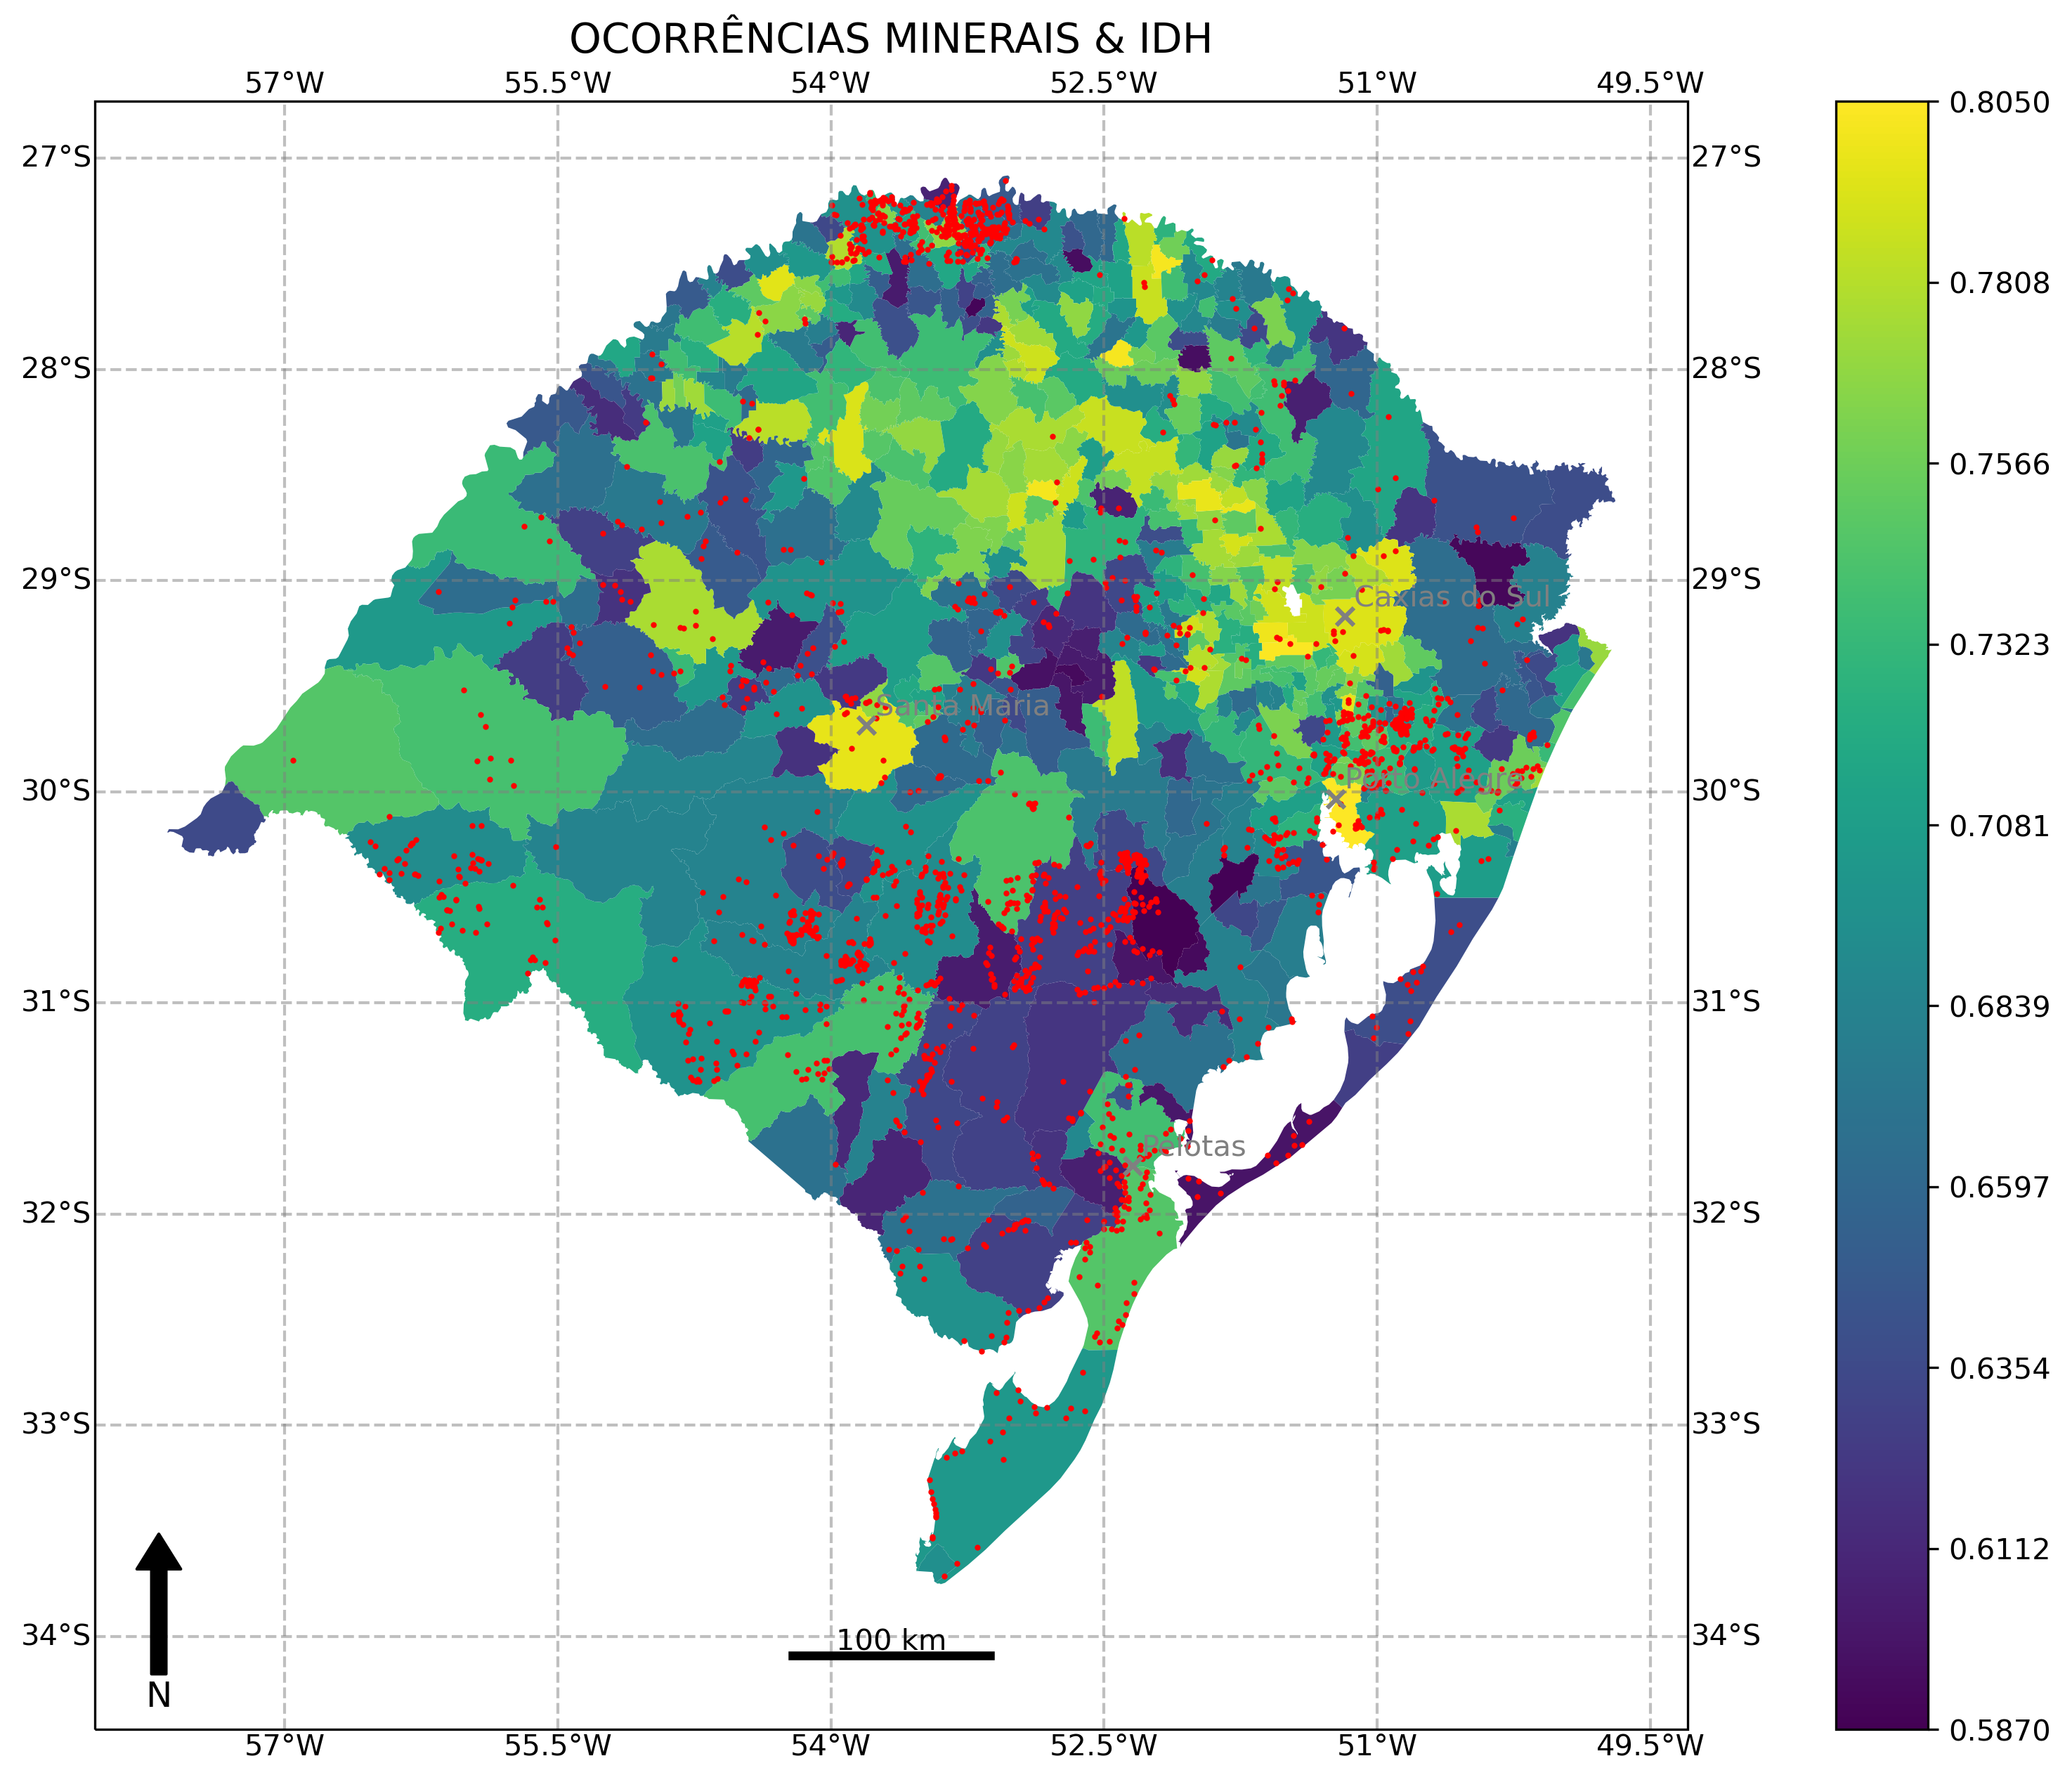 OCORRÊNCIAS MINERAIS & IDH
57°W 55.5°W 54°W 52.5°W 51°W 49.5°W
0.8050
27°S 27°S
0.7808
28°S 28°S
0.7566
29°S 29°S
Caxias do Sul
0.7323
Santa Maria
Porto Alegre
30°S 30°S
0.7081
31°S 31°S
0.6839
Pelotas
0.6597
32°S 32°S
0.6354
33°S 33°S
0.6112
34°S 34°S
100 km
N
0.5870
57°W 55.5°W 54°W 52.5°W 51°W 49.5°W